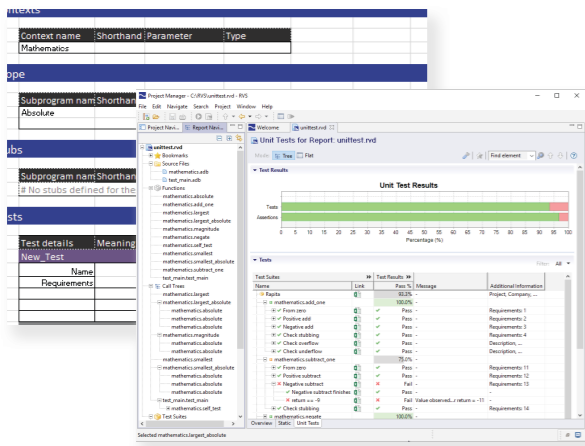 ntexts
Context name Shorthand Parameter Type
Mathematics
ope
Subprogram nam Shorthan
Absolute
ubs
Subprogram nam Shorthan
# No stubs defined for the
sts
Test details Meaning
New_Test
Name
Requirements
Project Manager - C:\RVS\unittest.rvd - RVS
File Edit Navigate Search Project Window Help
Project Navi... Report Navi...
unittest.rvd
Bookmarks
Source Files
mathematics.adb
test_main.adb
Functions
mathematics.absolute
mathematics.add_one
mathematics.largest
mathematics.largest_absolute
mathematics.magnitude
mathematics.negate
mathematics.self_test
mathematics.smallest
mathematics.smallest_absolute
mathematics.subtract_one
test_main.test_main
Call Trees
mathematics.largest
mathematics.largest_absolute
mathematics.absolute
mathematics.absolute
mathematics.magnitude
mathematics.absolute
mathematics.smallest
mathematics.smallest_absolute
mathematics.absolute
mathematics.absolute
test_main.test_main
mathematics.self_test
Test Suites
Welcome unittest.rvd
Unit Tests for Report: unittest.rvd
Mode: Tree Flat Find element
Test Results
Unit Test Results
Tests
Assertions
0 5 10 15 20 25 30 35 40 45 50 55 60 65 70 75 80 85 90 95 100
Percentage (%)
Tests
Filter: All
Test Suites Test Results
Name Link Pass % Message Additional Information
Rapita 93.3% - Project, Company, ...
mathematics.add_one 100.0% -
From zero Pass - Requirements: 1
Positive add Pass - Requirements: 2
Negative add Pass - Requirements: 3
Check stubbing Pass - Requirements: 4
Check overflow Pass - Description, ...
Check underflow Pass - Description, ...
mathematics.subtract_one 75.0% -
From zero Pass - Requirements: 11
Positive subtract Pass - Requirements: 12
Negative subtract Fail - Requirements: 13
Negative subtract finishes Pass -
return == -9 Fail Value observed...r return = -11 -
Check stubbing Pass - Requirements: 14
mathematics.negate 100.0% -
Overview Static Unit Tests
Selected mathematics.largest_absolute